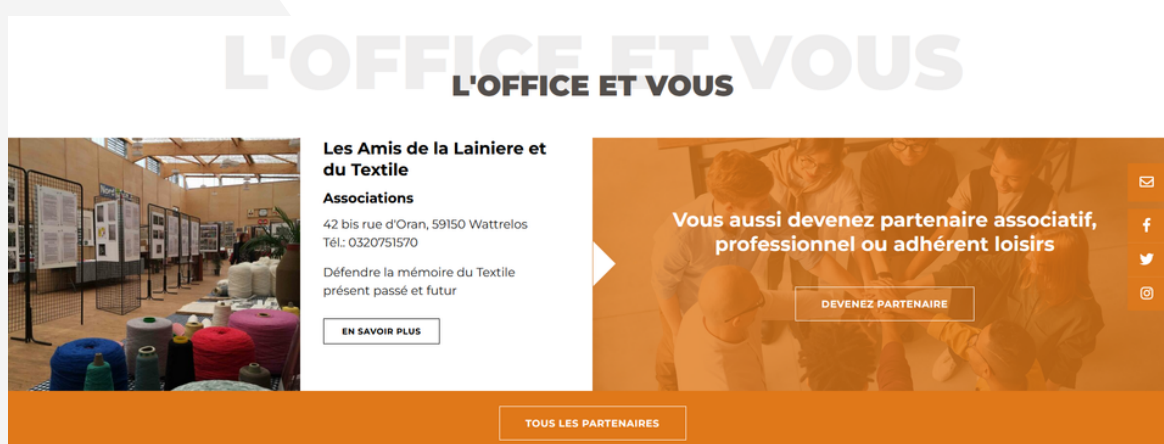 L'OFFICE ET VOUS
L'OFFICE ET VOUS
Les Amis de la Lainiere et
du Textile
Associations
42 bis rue d'Oran, 59150 Wattrelos
Tél.: 0320751570
Défendre la mémoire du Textile
présent passé et futur
EN SAVOIR PLUS
Vous aussi devenez partenaire associatif,
professionnel ou adhérent loisirs
DEVENEZ PARTENAIRE
TOUS LES PARTENAIRES